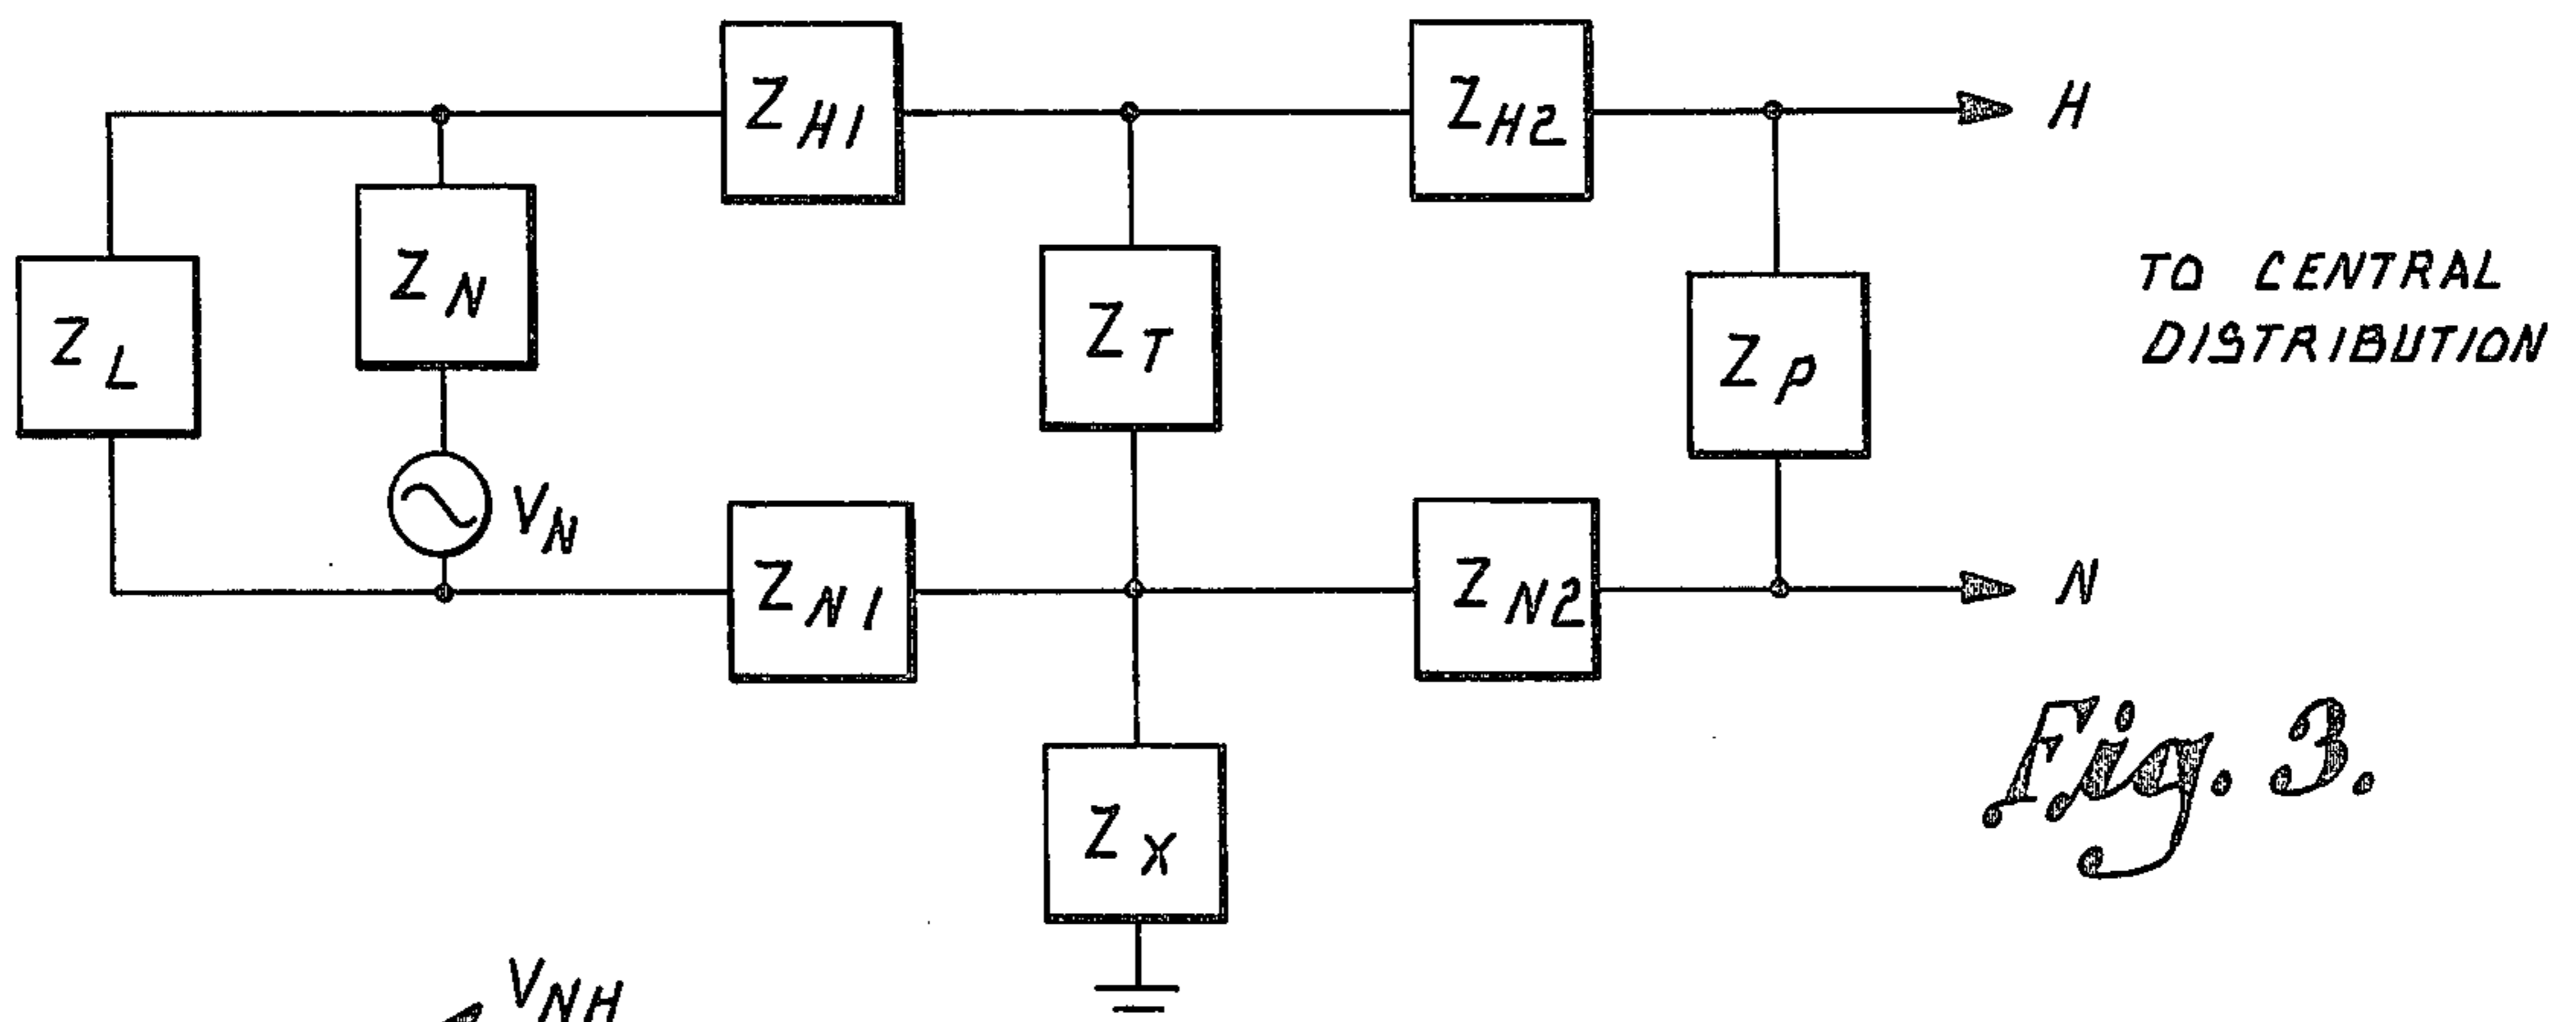 Z H1
Z H2
H
Z N
Z L
Z T
Z P
TO CENTRAL
DISTRIBUTION
V N
Z N1
Z N2
N
Z X
Fig. 3.
V NH